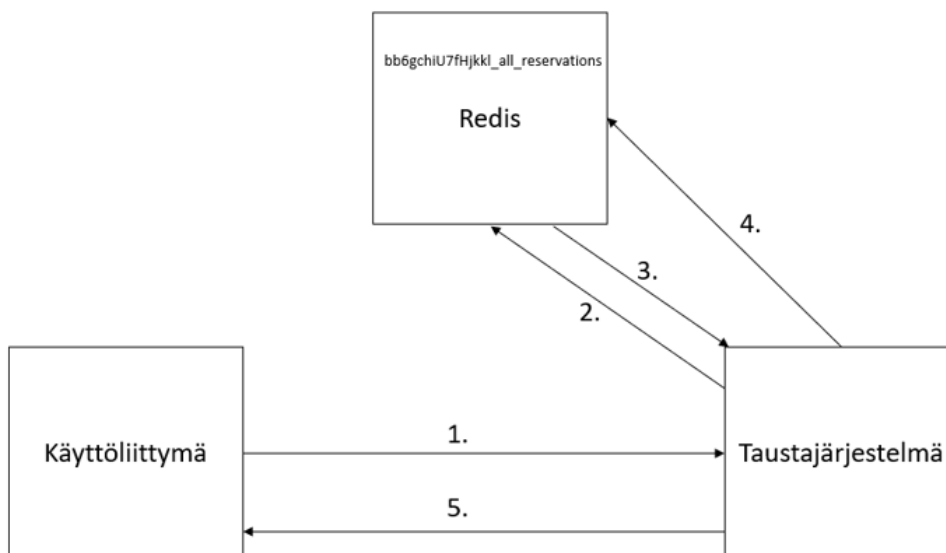 bb6gchiU7fHjkkl_all_reservations
Redis
4.
3.
2.
Käyttöliittymä
1.
Taustajärjestelmä
5.